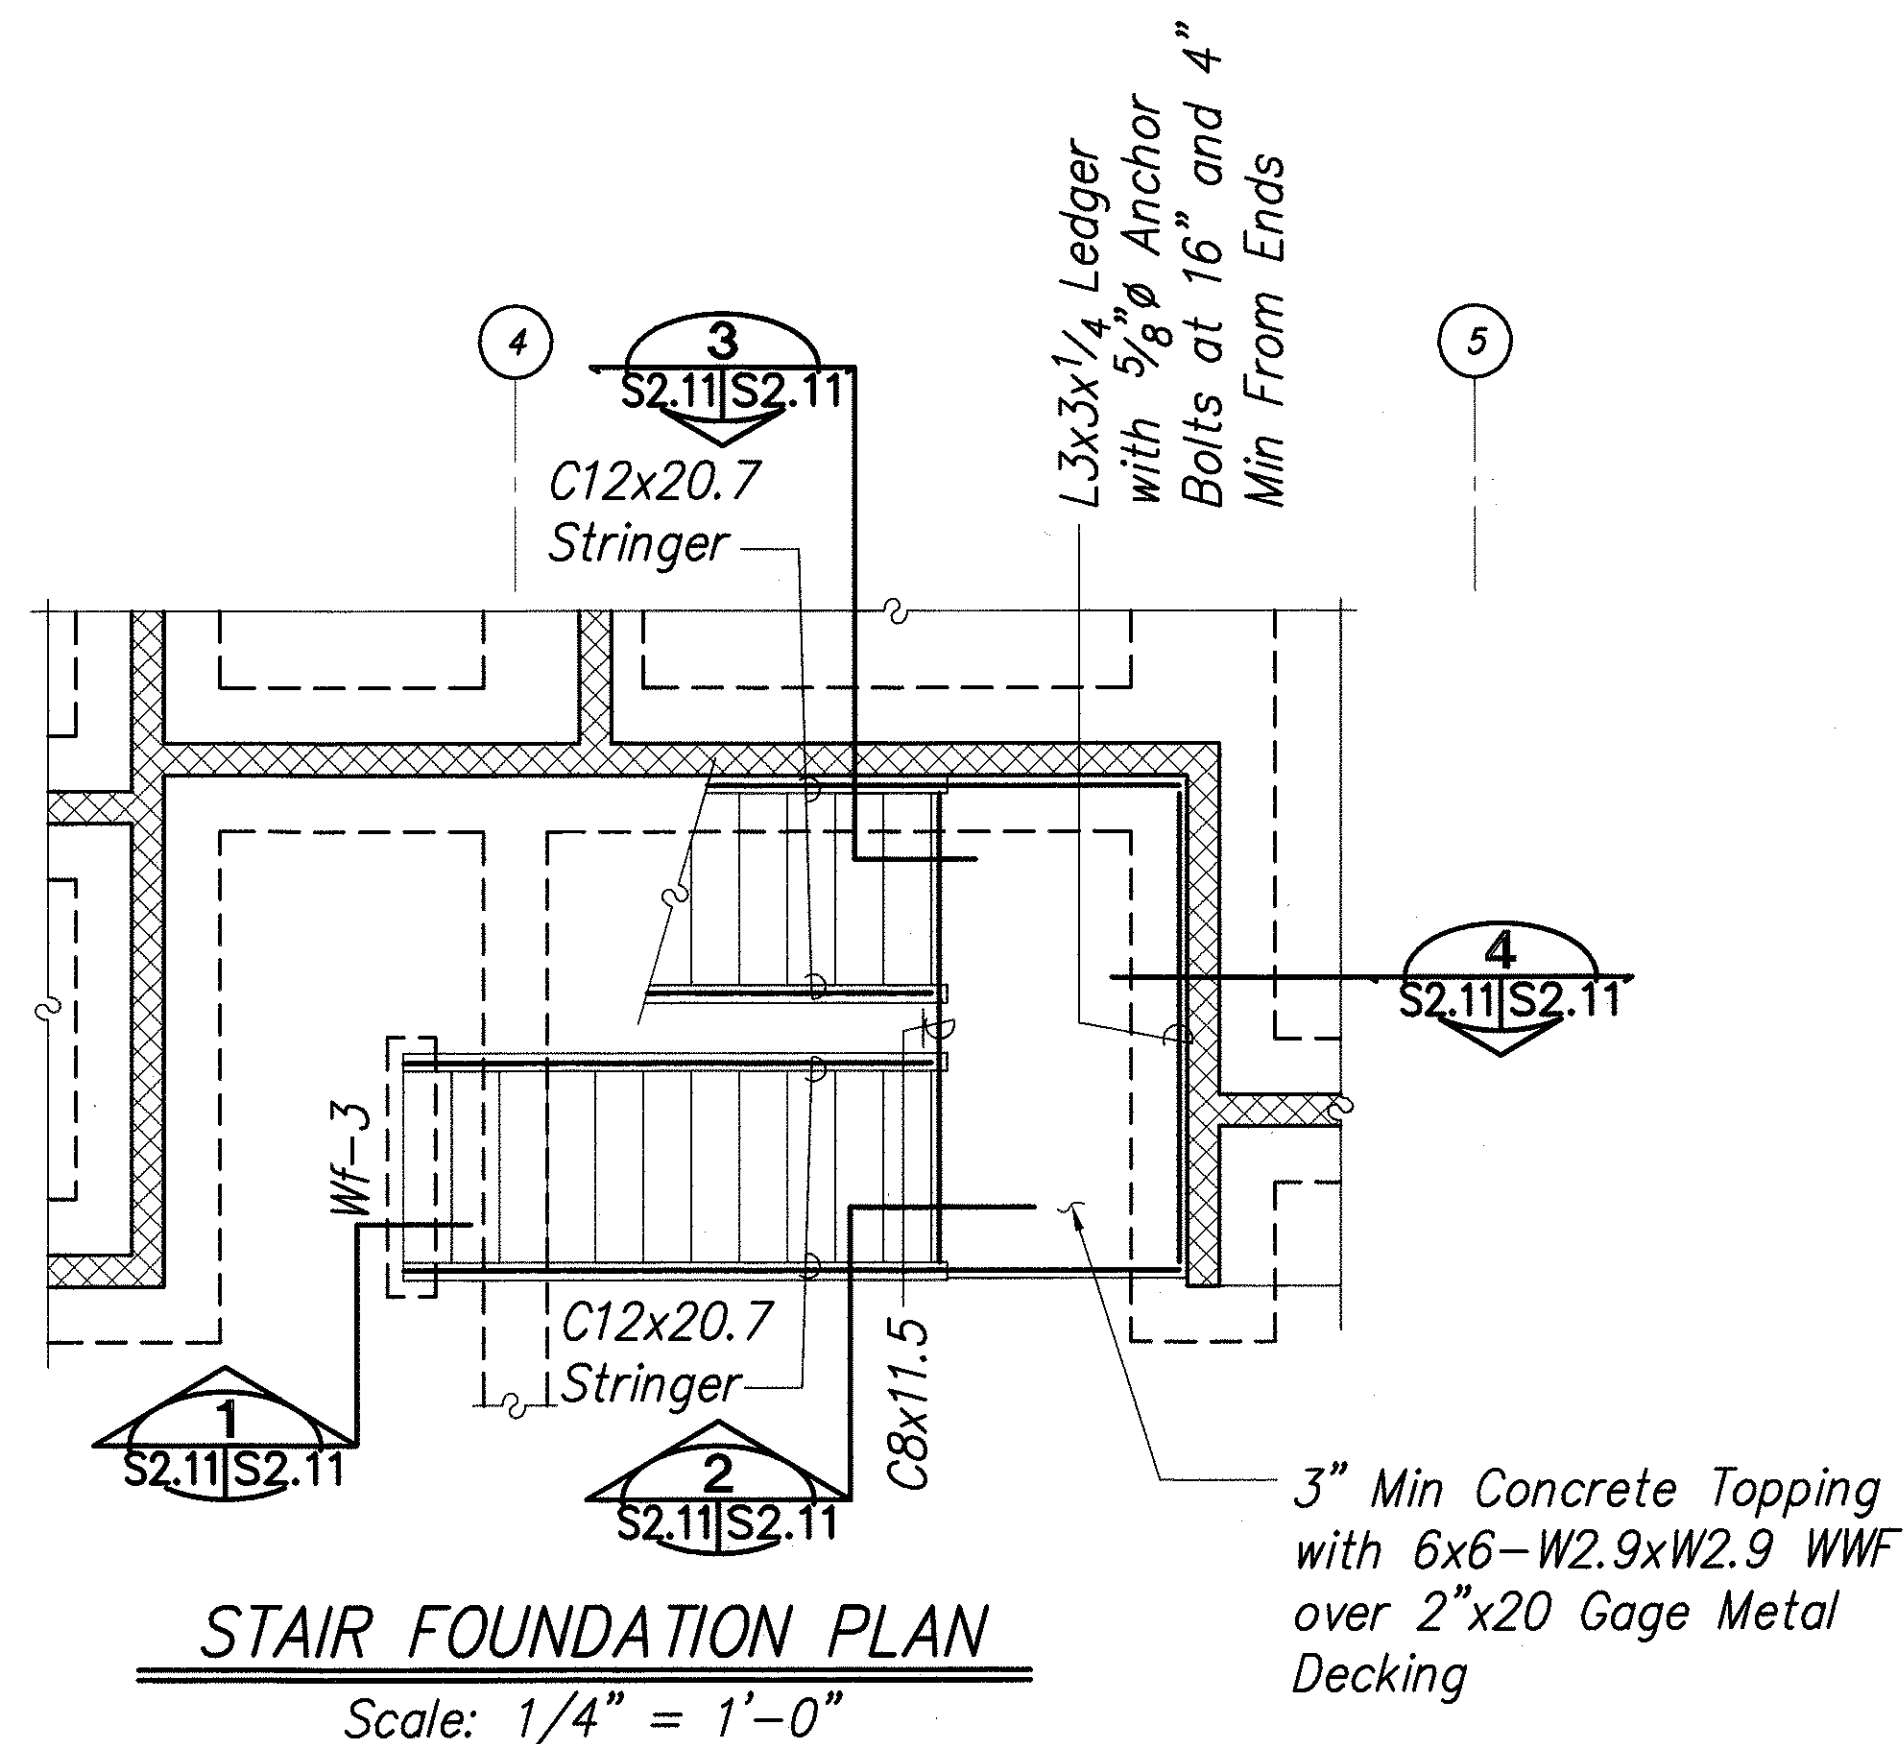 L3x3x1/4 Ledger
with 5/8"ø Anchor
Bolts at 16" and 4"
Min From Ends
4
3
S2.11 S2.11
5
C12x20.7
Stringer
4
S2.11 S2.11
Wf-3
C12x20.7
Stringer
C8x11.5
1
S2.11 S2.11
2
S2.11 S2.11
3" Min Concrete Topping
with 6x6-W2.9xW2.9 WWF
over 2"x20 Gage Metal
Decking
STAIR FOUNDATION PLAN
Scale: 1/4" = 1'-0"